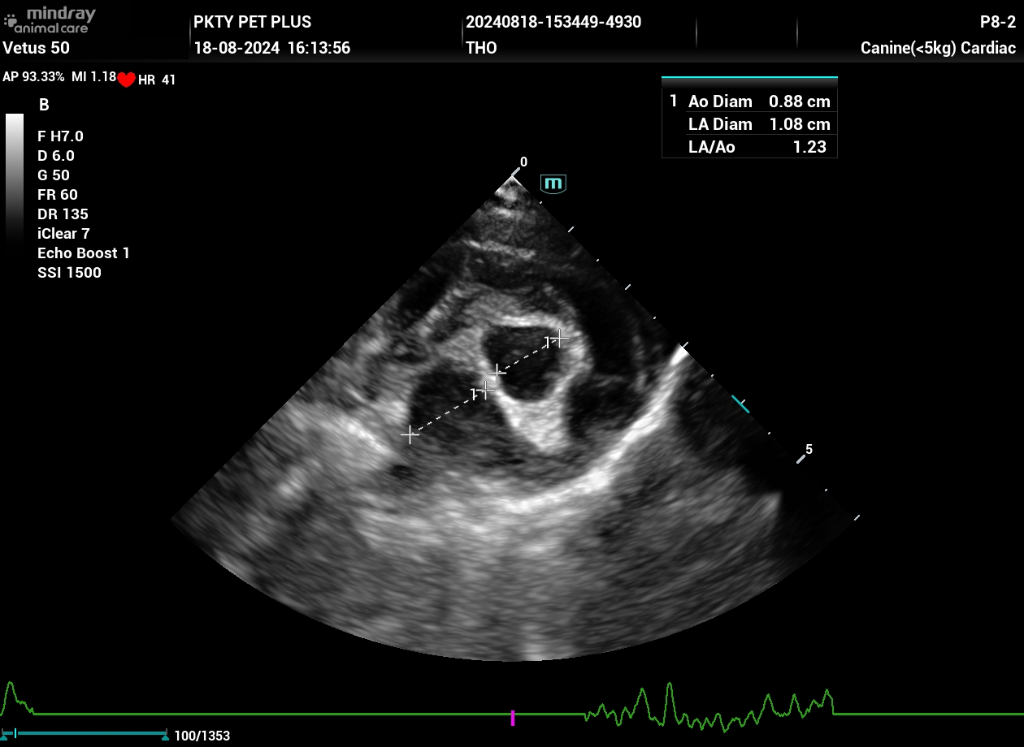 mindray
animalcare
Vetus 50
PKTY PET PLUS
18-08-2024 16:13:56
20240818-153449-4930
THO
P8-2
Canine(<5kg) Cardiac
AP 93.33% MI 1.18 HR 41
B
F H7.0
D 6.0
G 50
FR 60
DR 135
iClear 7
Echo Boost 1
SSI 1500
1 Ao Diam 0.88 cm
LA Diam 1.08 cm
LA/Ao 1.23
0
m
1
1
5
100/1353